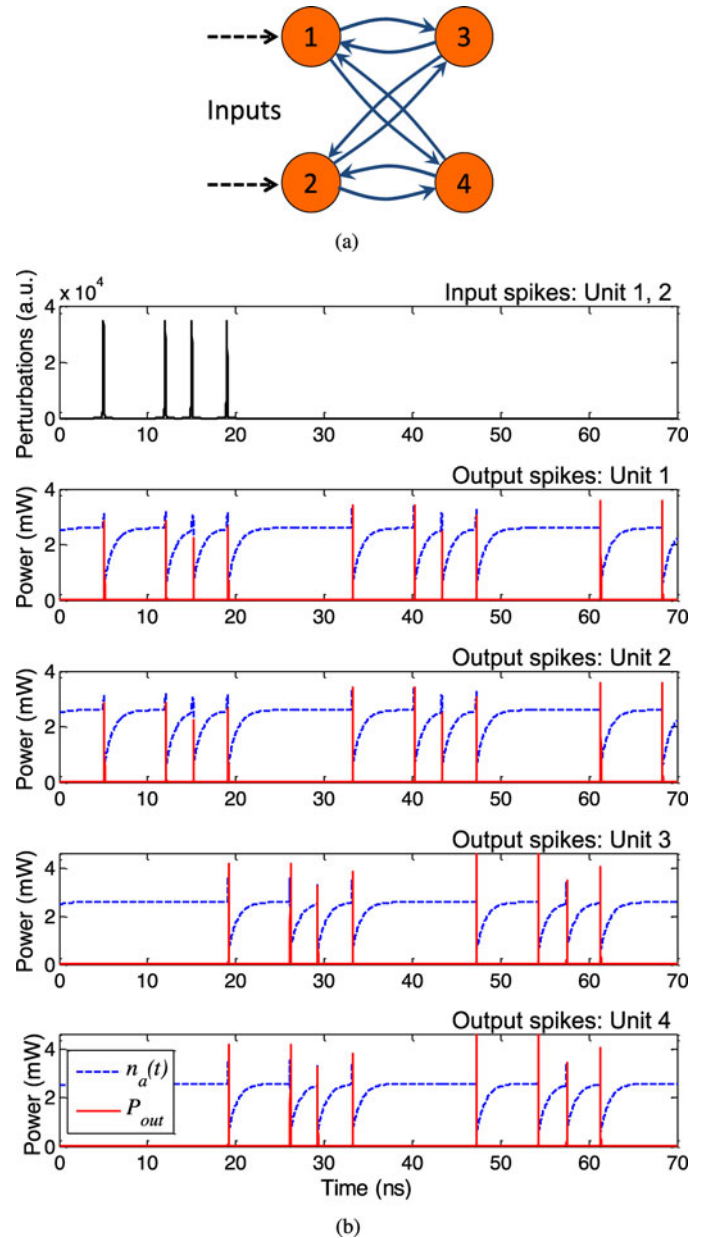 1 3
Inputs
2 4
(a)
x 10^4
Input spikes: Unit 1, 2
Perturbations (a.u.)
4
2
0
0 10 20 30 40 50 60 70
Output spikes: Unit 1
Power (mW)
4
2
0
0 10 20 30 40 50 60 70
Output spikes: Unit 2
Power (mW)
4
2
0
0 10 20 30 40 50 60 70
Output spikes: Unit 3
Power (mW)
4
2
0
0 10 20 30 40 50 60 70
Output spikes: Unit 4
Power (mW)
4
2
0
n_a(t)
P_out
0 10 20 30 40 50 60 70
Time (ns)
(b)